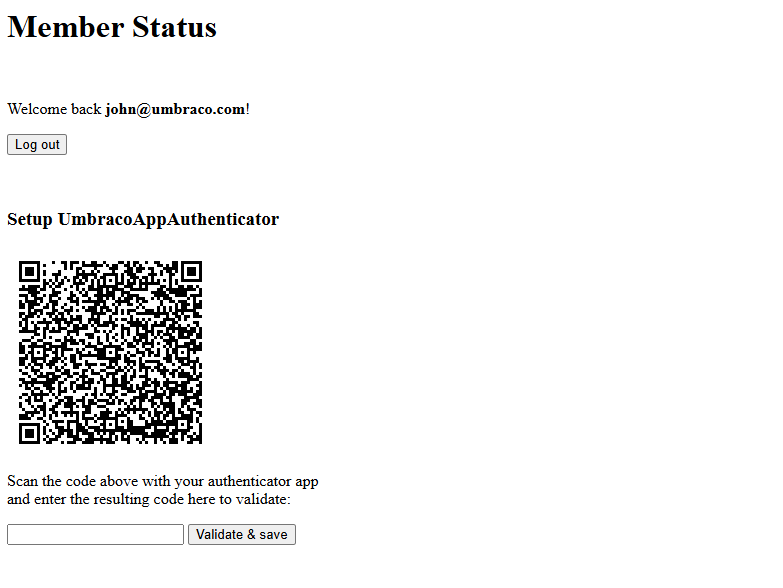 Member Status
Welcome back john@umbraco.com!
Log out
Setup UmbracoAppAuthenticator
Scan the code above with your authenticator app
and enter the resulting code here to validate:
Validate & save